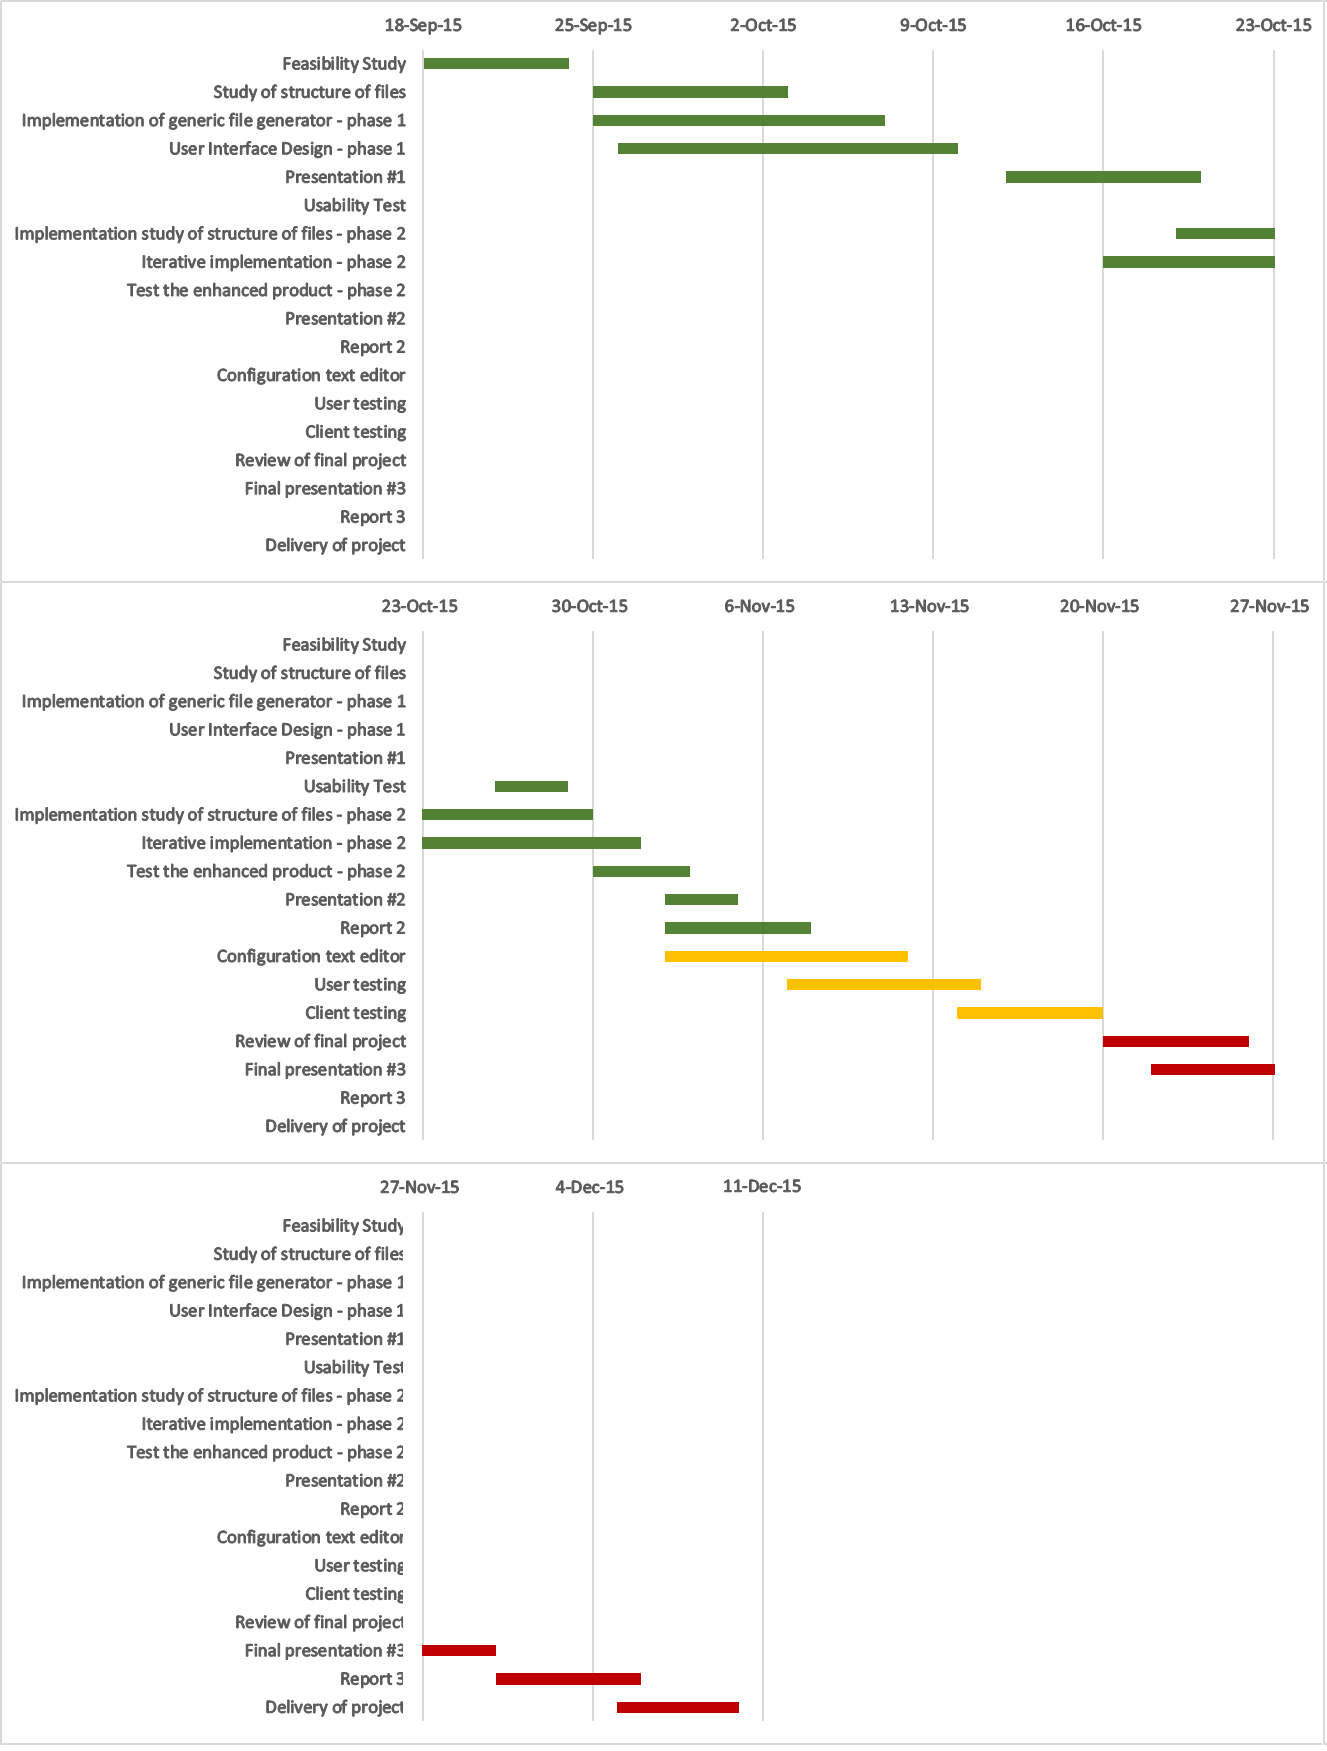 18-Sep-15 25-Sep-15 2-Oct-15 9-Oct-15 16-Oct-15 23-Oct-15
Feasibility Study
Study of structure of files
Implementation of generic file generator - phase 1
User Interface Design - phase 1
Presentation #1
Usability Test
Implementation study of structure of files - phase 2
Iterative implementation - phase 2
Test the enhanced product - phase 2
Presentation #2
Report 2
Configuration text editor
User testing
Client testing
Review of final project
Final presentation #3
Report 3
Delivery of project
23-Oct-15 30-Oct-15 6-Nov-15 13-Nov-15 20-Nov-15 27-Nov-15
Feasibility Study
Study of structure of files
Implementation of generic file generator - phase 1
User Interface Design - phase 1
Presentation #1
Usability Test
Implementation study of structure of files - phase 2
Iterative implementation - phase 2
Test the enhanced product - phase 2
Presentation #2
Report 2
Configuration text editor
User testing
Client testing
Review of final project
Final presentation #3
Report 3
Delivery of project
27-Nov-15 4-Dec-15 11-Dec-15
Feasibility Study
Study of structure of files
Implementation of generic file generator - phase 1
User Interface Design - phase 1
Presentation #1
Usability Test
Implementation study of structure of files - phase 2
Iterative implementation - phase 2
Test the enhanced product - phase 2
Presentation #2
Report 2
Configuration text editor
User testing
Client testing
Review of final project
Final presentation #3
Report 3
Delivery of project